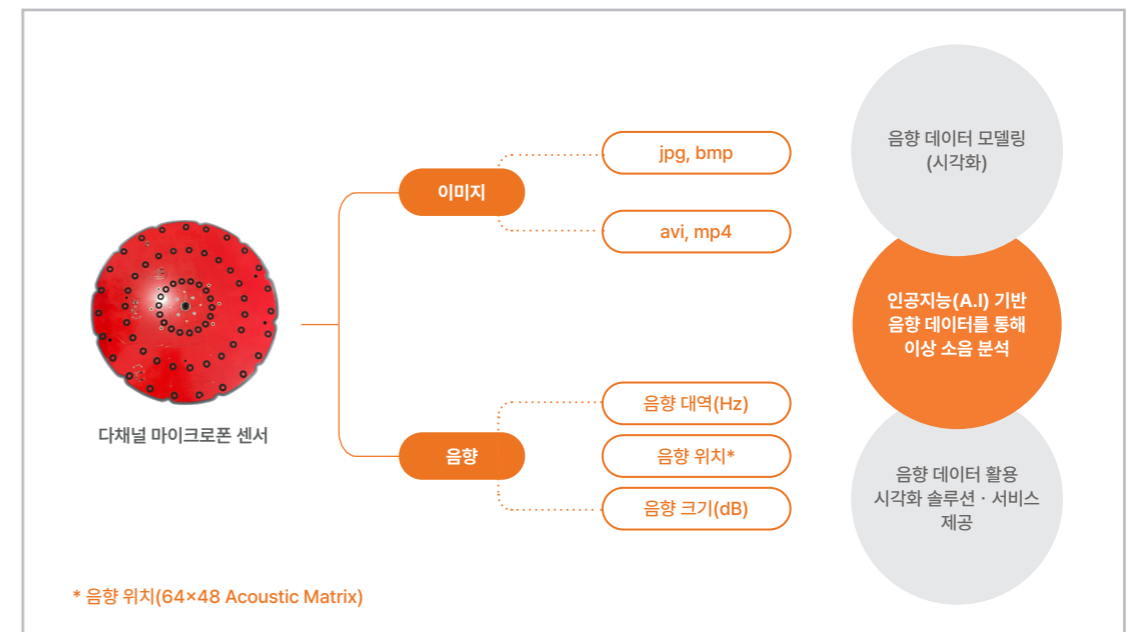 다채널 마이크로폰 센서
이미지
jpg, bmp
avi, mp4
음향
음향 대역(Hz)
음향 위치*
음향 크기(dB)
음향 데이터 모델링
(시각화)
인공지능(A.I) 기반
음향 데이터를 통해
이상 소음 분석
음향 데이터 활용
시각화 솔루션 · 서비스
제공
* 음향 위치(64×48 Acoustic Matrix)